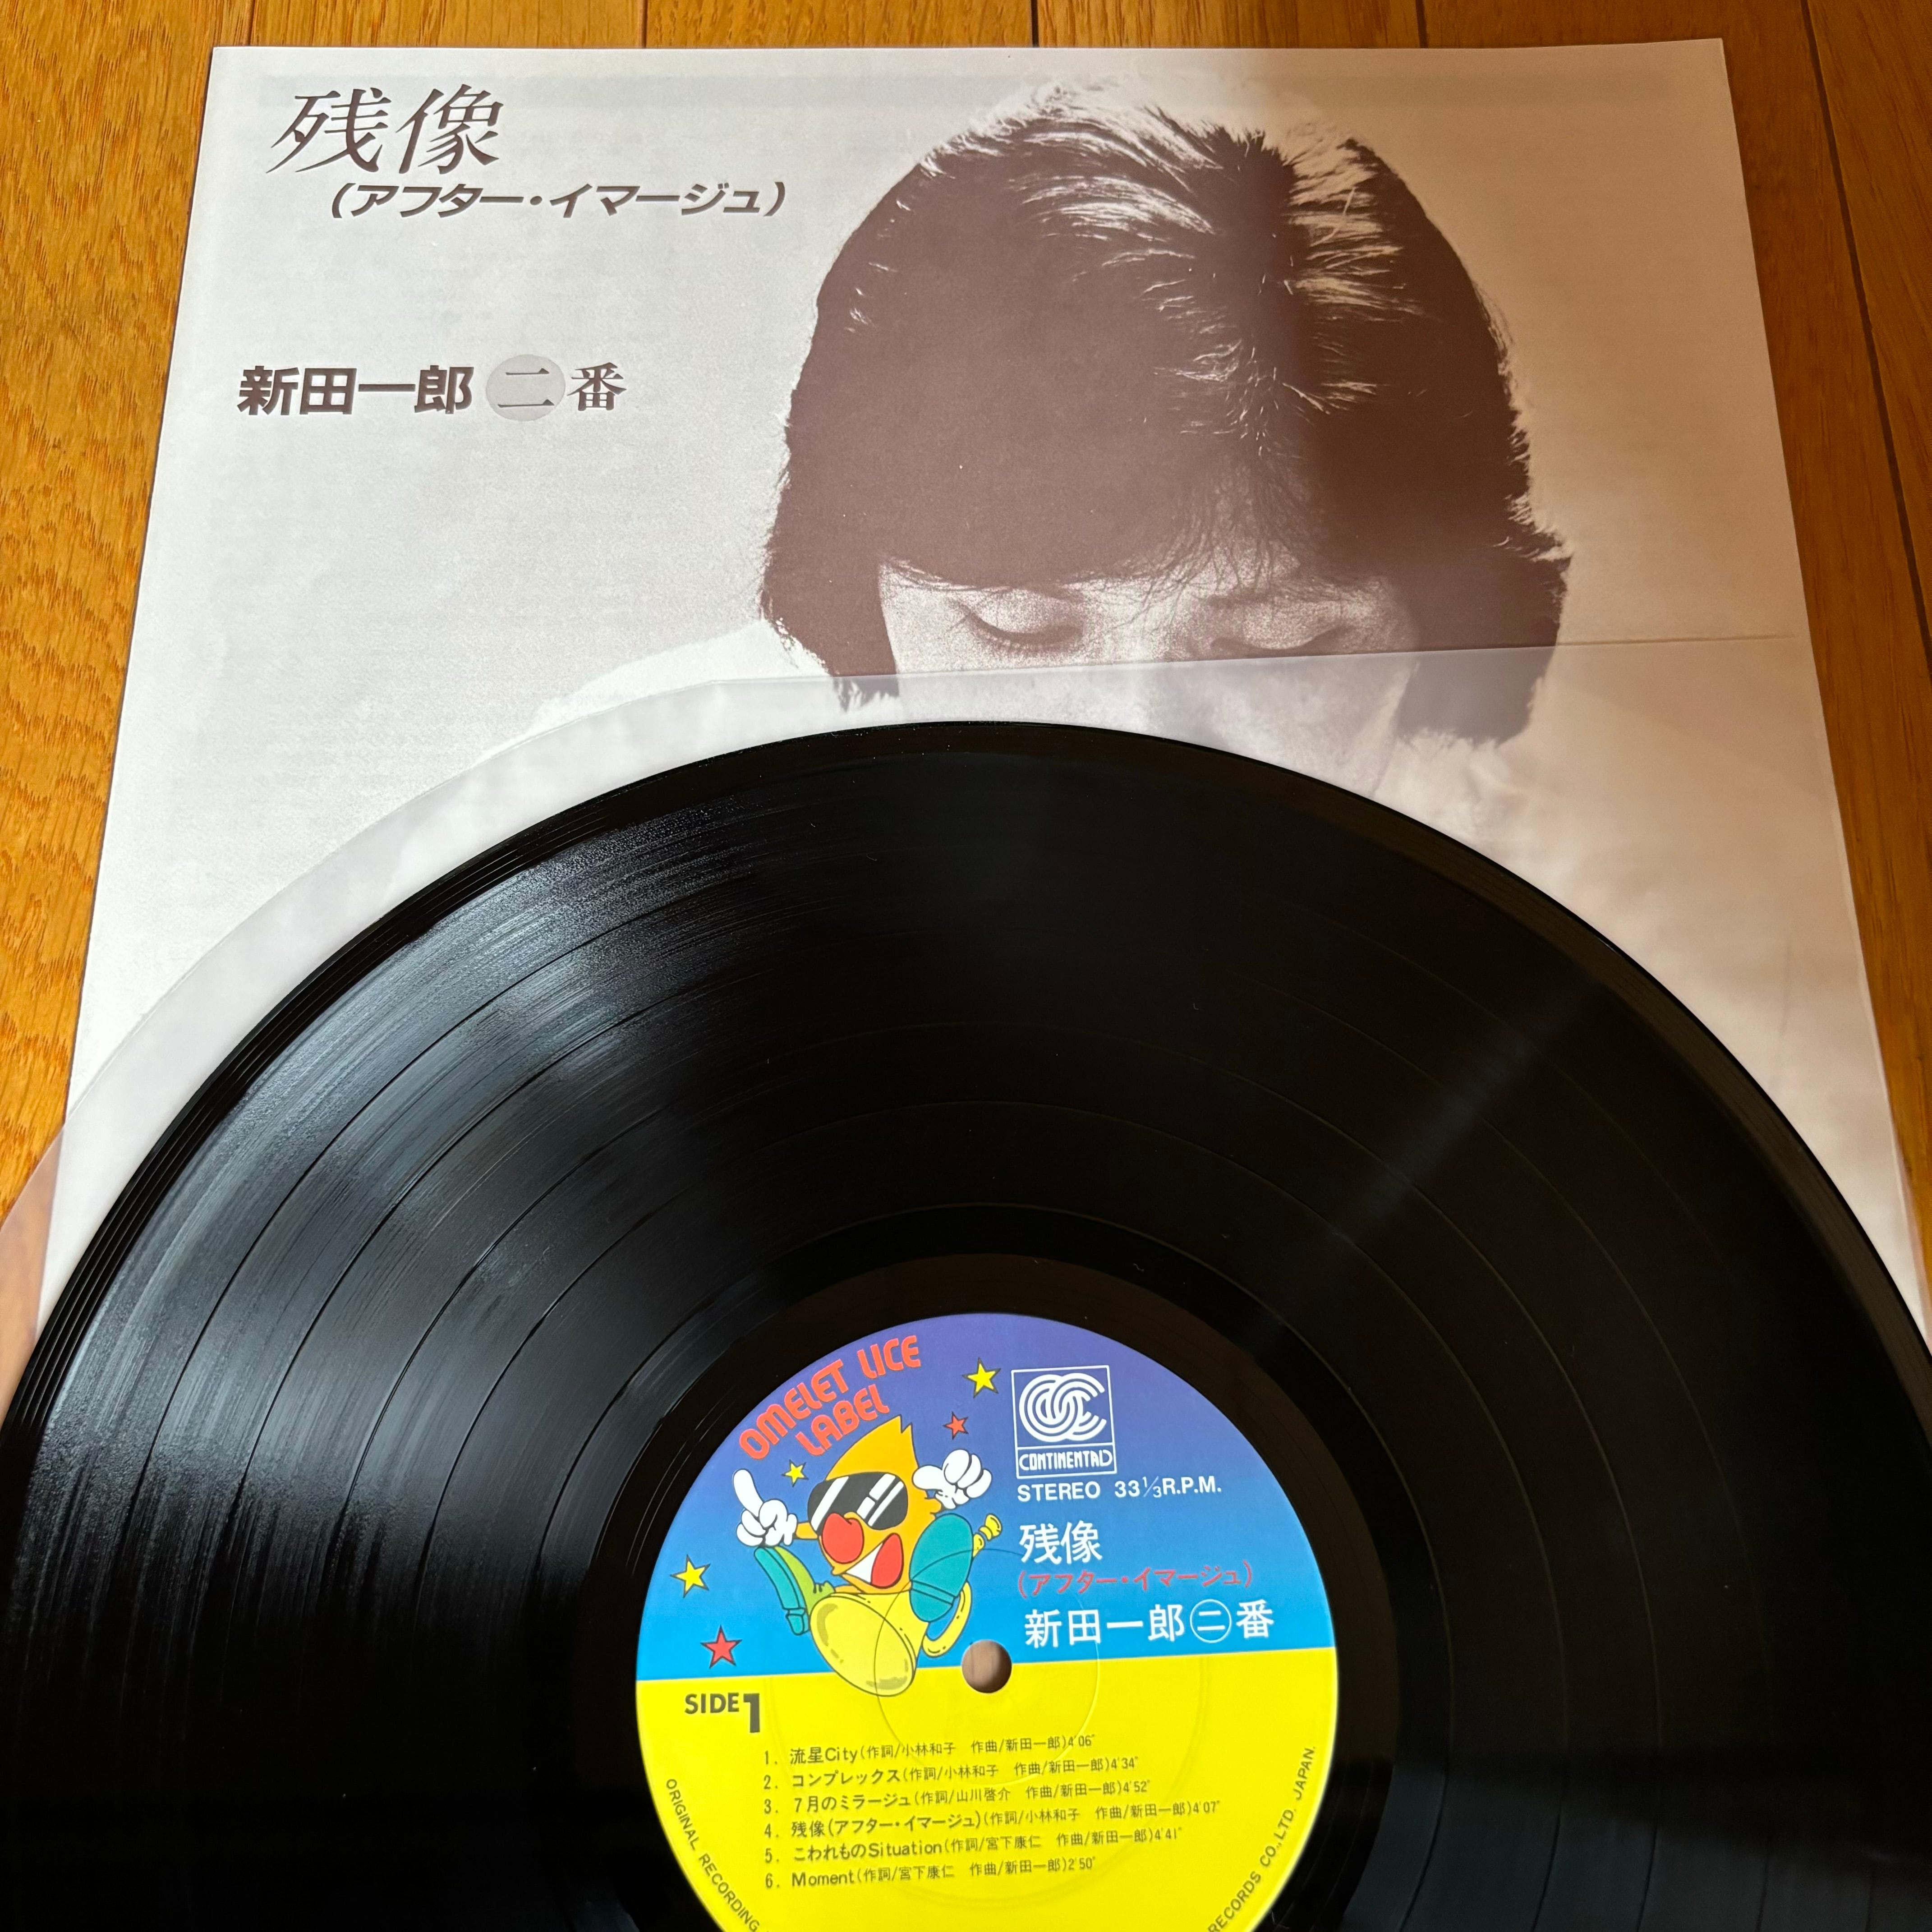 残像
(アフター・イマージュ)
新田一郎 二番
OMELET LICE
LABEL
CONTINENTAL
STEREO 33⅓R.P.M.
残像
(アフター・イマージュ)
新田一郎㊁番
SIDE 1
1. 流星City(作詞/小林和子 作曲/新田一郎)4'06"
2. コンプレックス(作詞/小林和子 作曲/新田一郎)4'34"
3. 7月のミラージュ(作詞/山川啓介 作曲/新田一郎)4'52"
4. 残像(アフター・イマージュ)(作詞/小林和子 作曲/新田一郎)4'07"
5. こわれものSituation(作詞/宮下康仁 作曲/新田一郎)4'41"
6. Moment(作詞/宮下康仁 作曲/新田一郎)2'50"
ORIGINAL RECORDING
RECORDS CO., LTD. JAPAN.